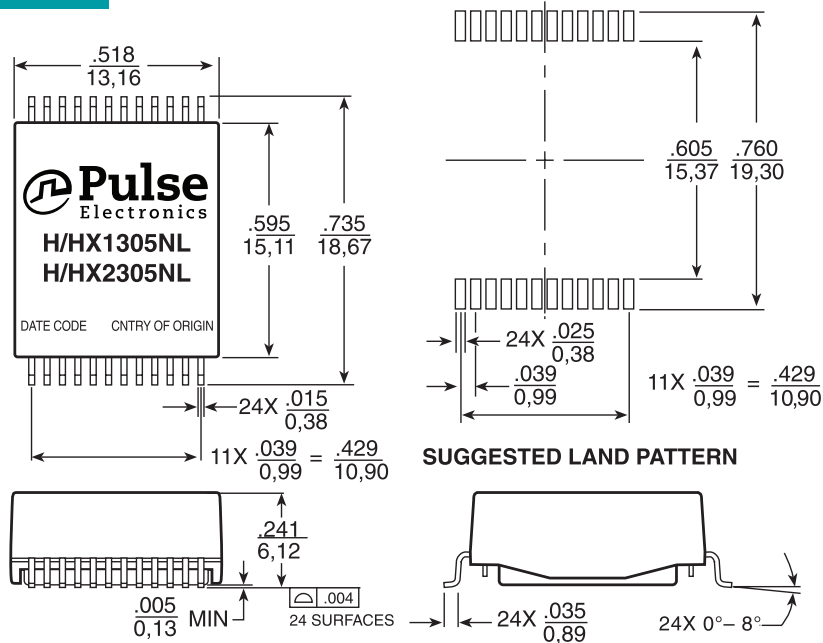 .518
13,16
Pulse
Electronics
H/HX1305NL
H/HX2305NL
DATE CODE CNTRY OF ORIGIN
.595
15,11
.735
18,67
24X .015
0,38
11X .039 = .429
0,99 10,90
.605
15,37
.760
19,30
24X .025
0,38
.039
0,99
11X .039 = .429
0,99 10,90
SUGGESTED LAND PATTERN
.241
6,12
.005 MIN
0,13
.004
24 SURFACES
24X .035
0,89
24X 0°– 8°